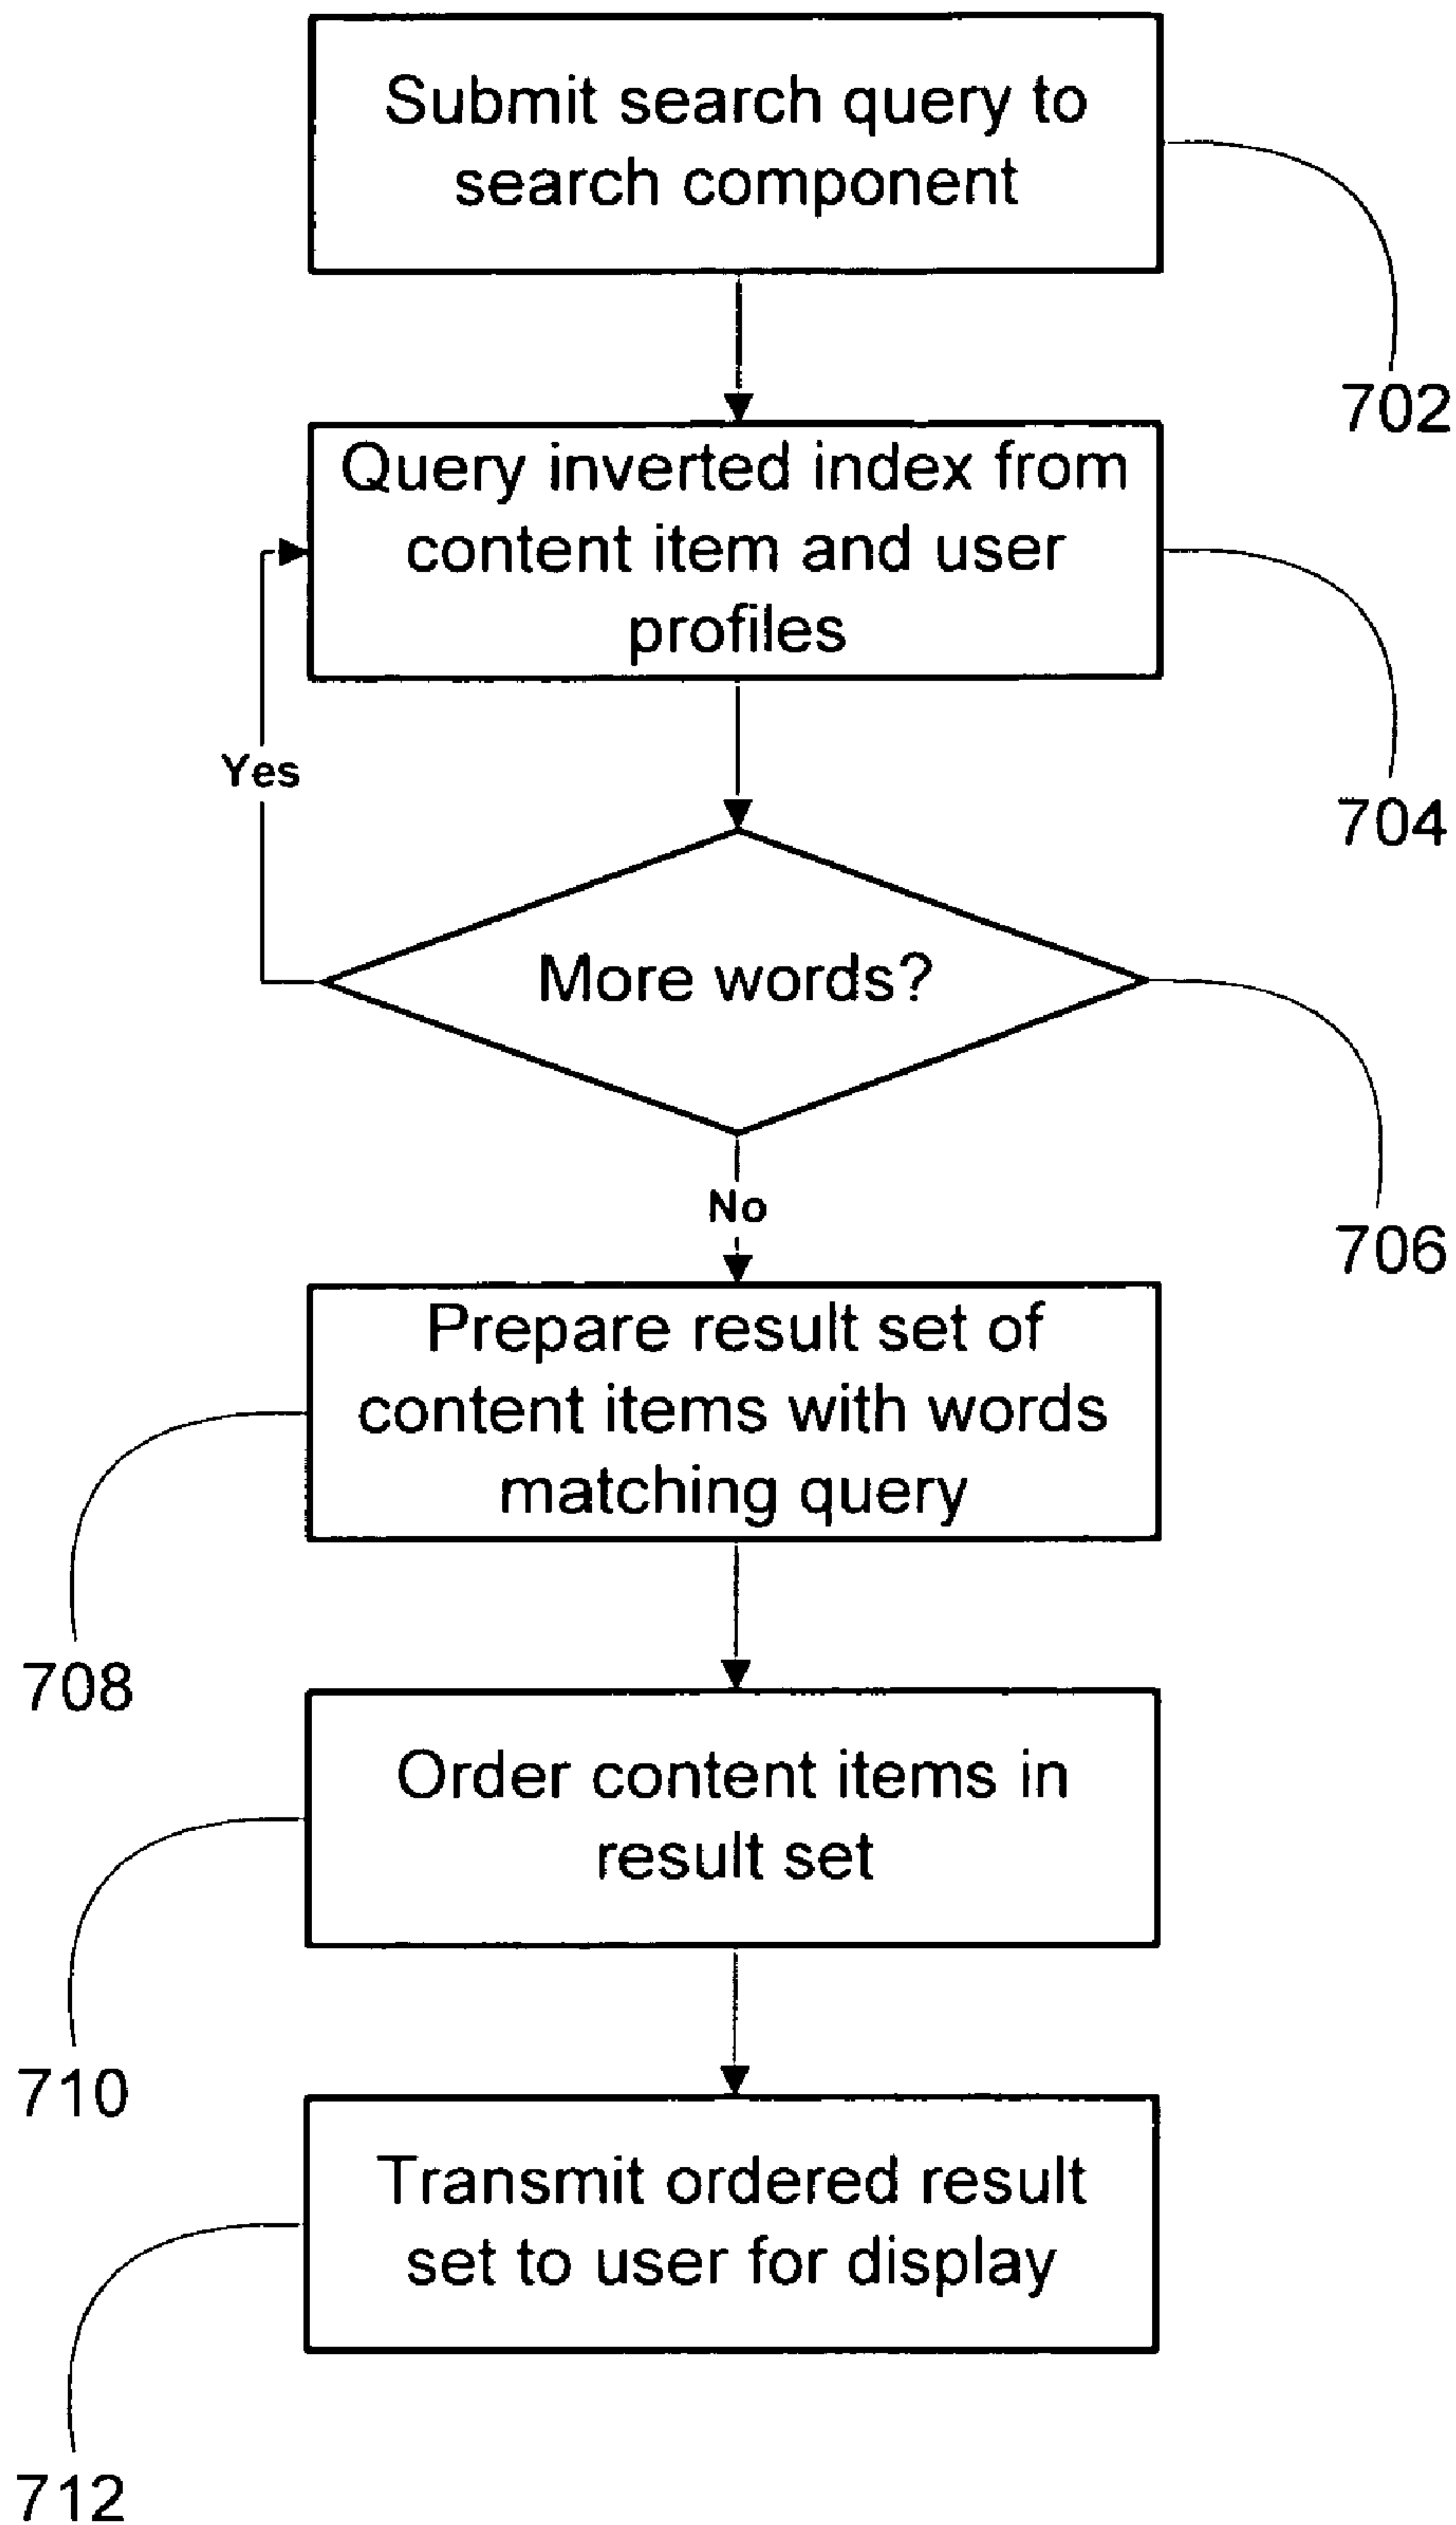 Submit search query to
search component
702
Query inverted index from
content item and user
profiles
704
Yes
More words?
706
No
Prepare result set of
content items with words
matching query
708
Order content items in
result set
710
Transmit ordered result
set to user for display
712